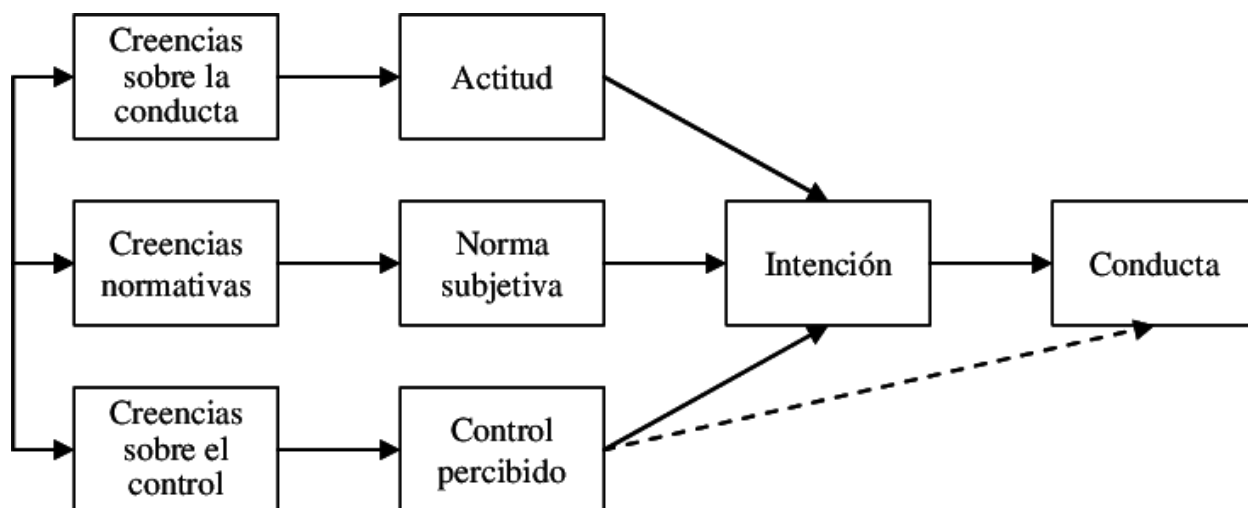 Creencias
sobre la
conducta
Actitud
Creencias
normativas
Norma
subjetiva
Intención
Conducta
Creencias
sobre el
control
Control
percibido